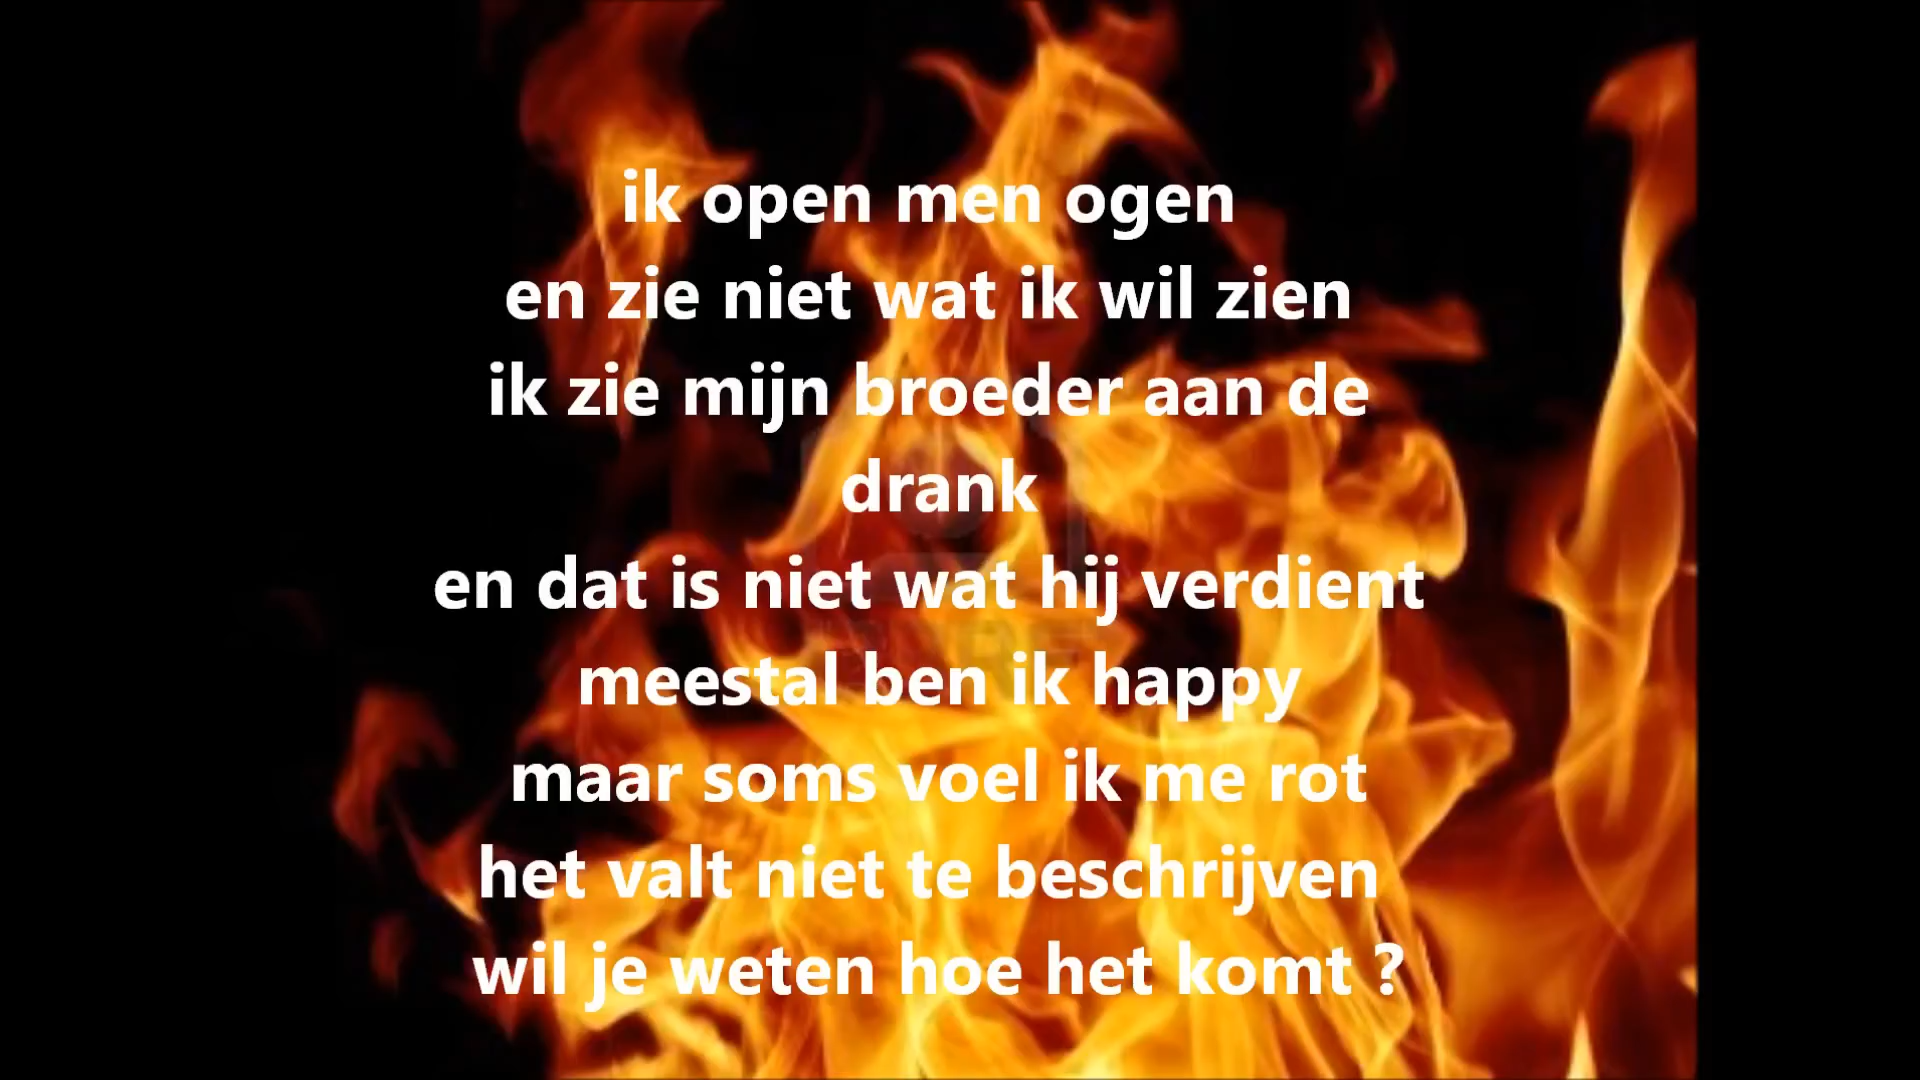 ik open men ogen
en zie niet wat ik wil zien
ik zie mijn broeder aan de
drank
en dat is niet wat hij verdient
meestal ben ik happy
maar soms voel ik me rot
het valt niet te beschrijven
wil je weten hoe het komt ?